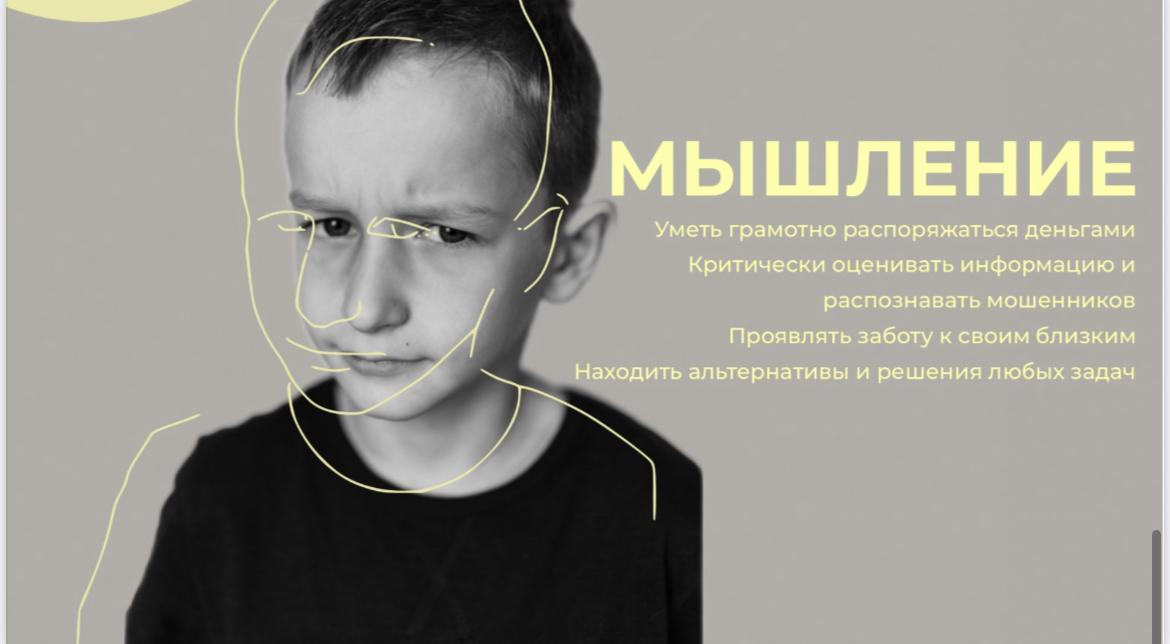 МЫШЛЕНИЕ
Уметь грамотно распоряжаться деньгами
Критически оценивать информацию и
распознавать мошенников
Проявлять заботу к своим близким
Находить альтернативы и решения любых задач